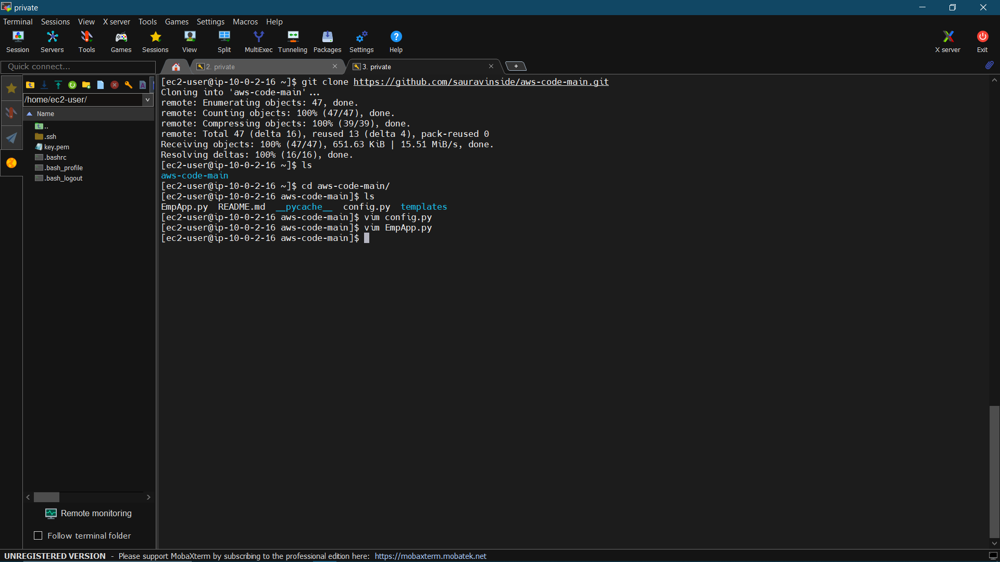 private
Terminal Sessions View X server Tools Games Settings Macros Help
Session Servers Tools Games Sessions View Split MultiExec Tunneling Packages Settings Help X server Exit
Quick connect...
2. private
3. private
/home/ec2-user/
Name
..
.ssh
key.pem
.bashrc
.bash_profile
.bash_logout
[ec2-user@ip-10-0-2-16 ~]$ git clone https://github.com/sauravinside/aws-code-main.git
Cloning into 'aws-code-main'...
remote: Enumerating objects: 47, done.
remote: Counting objects: 100% (47/47), done.
remote: Compressing objects: 100% (39/39), done.
remote: Total 47 (delta 16), reused 13 (delta 4), pack-reused 0
Receiving objects: 100% (47/47), 651.63 KiB | 15.51 MiB/s, done.
Resolving deltas: 100% (16/16), done.
[ec2-user@ip-10-0-2-16 ~]$ ls
aws-code-main
[ec2-user@ip-10-0-2-16 ~]$ cd aws-code-main/
[ec2-user@ip-10-0-2-16 aws-code-main]$ ls
EmpApp.py README.md __pycache__ config.py templates
[ec2-user@ip-10-0-2-16 aws-code-main]$ vim config.py
[ec2-user@ip-10-0-2-16 aws-code-main]$ vim EmpApp.py
[ec2-user@ip-10-0-2-16 aws-code-main]$
Remote monitoring
Follow terminal folder
UNREGISTERED VERSION - Please support MobaXterm by subscribing to the professional edition here: https://mobaxterm.mobatek.net